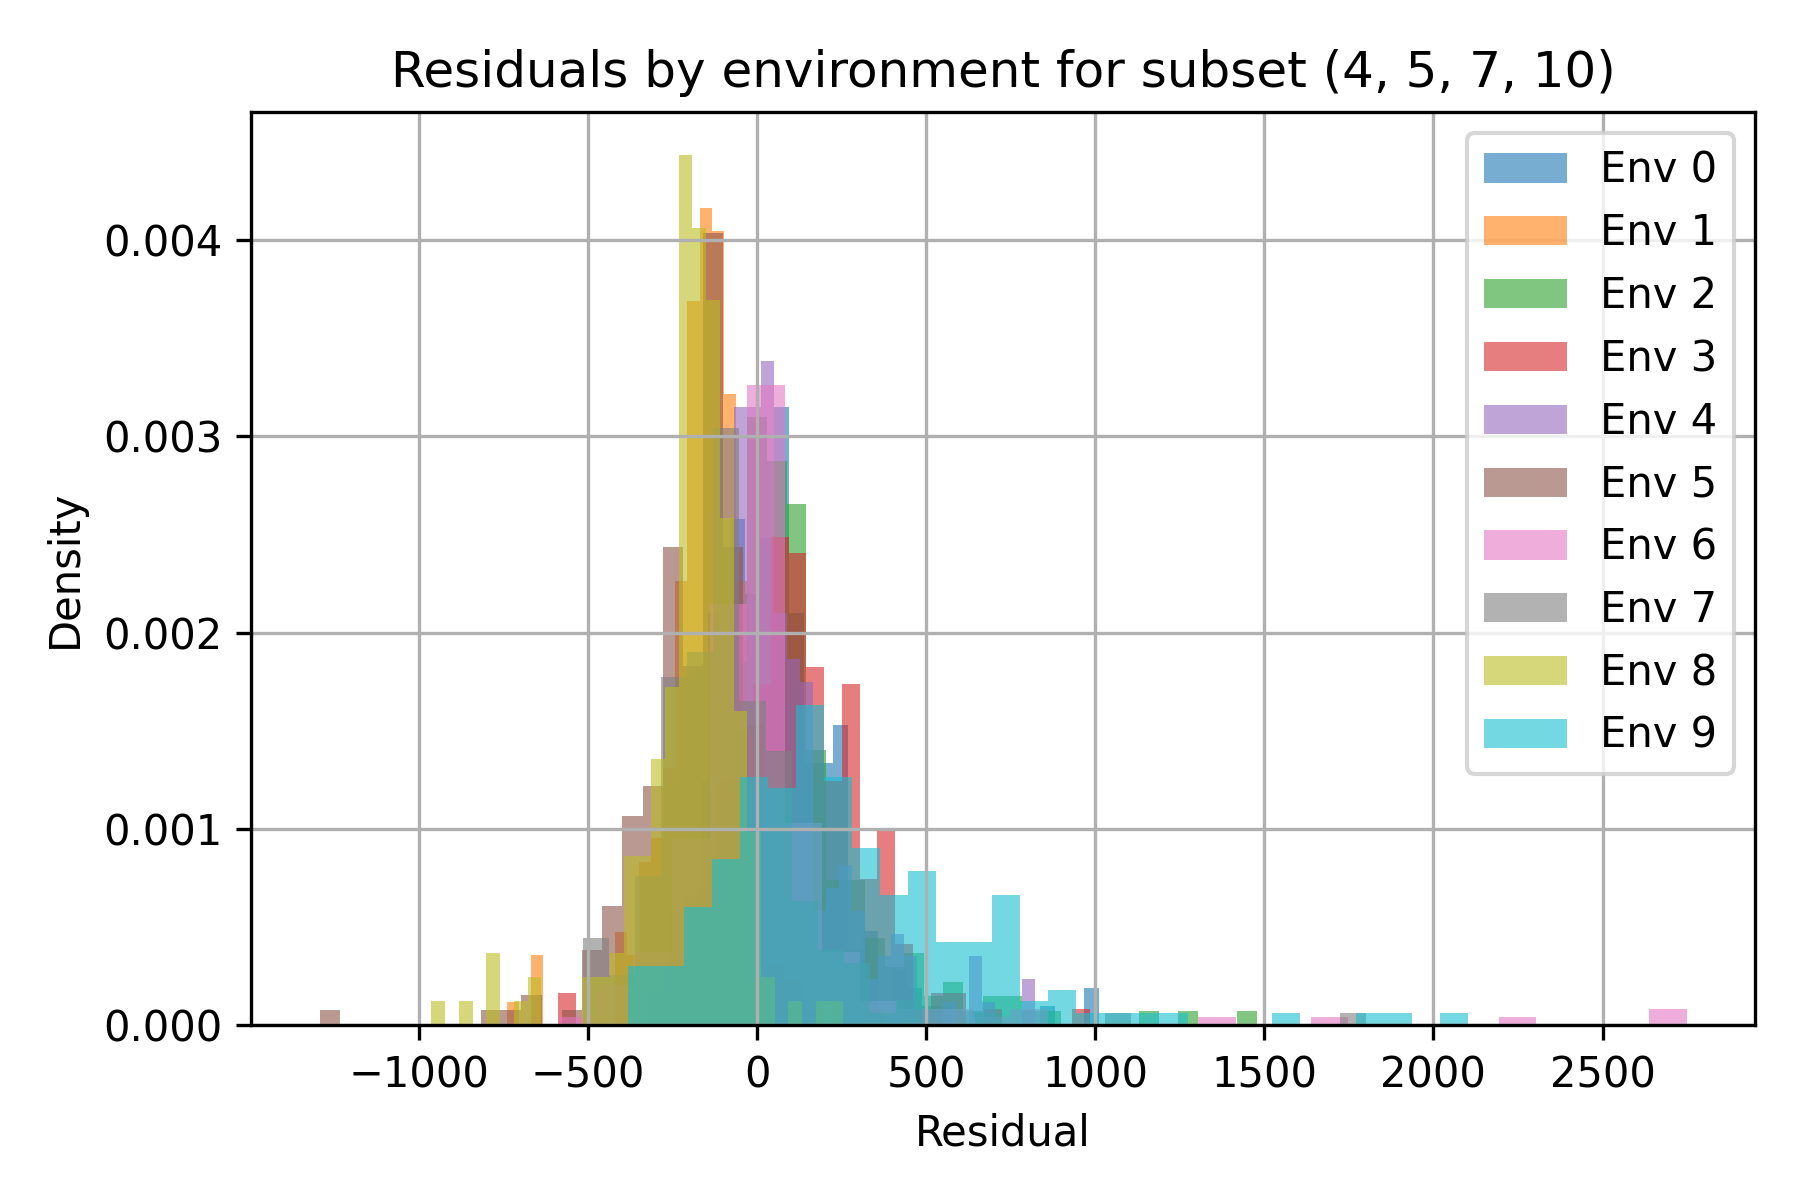 Residuals by environment for subset (4, 5, 7, 10)
Env 0
Env 1
Env 2
Env 3
Env 4
Env 5
Env 6
Env 7
Env 8
Env 9
Density
0.004
0.003
0.002
0.001
0.000
−1000 −500 0 500 1000 1500 2000 2500
Residual